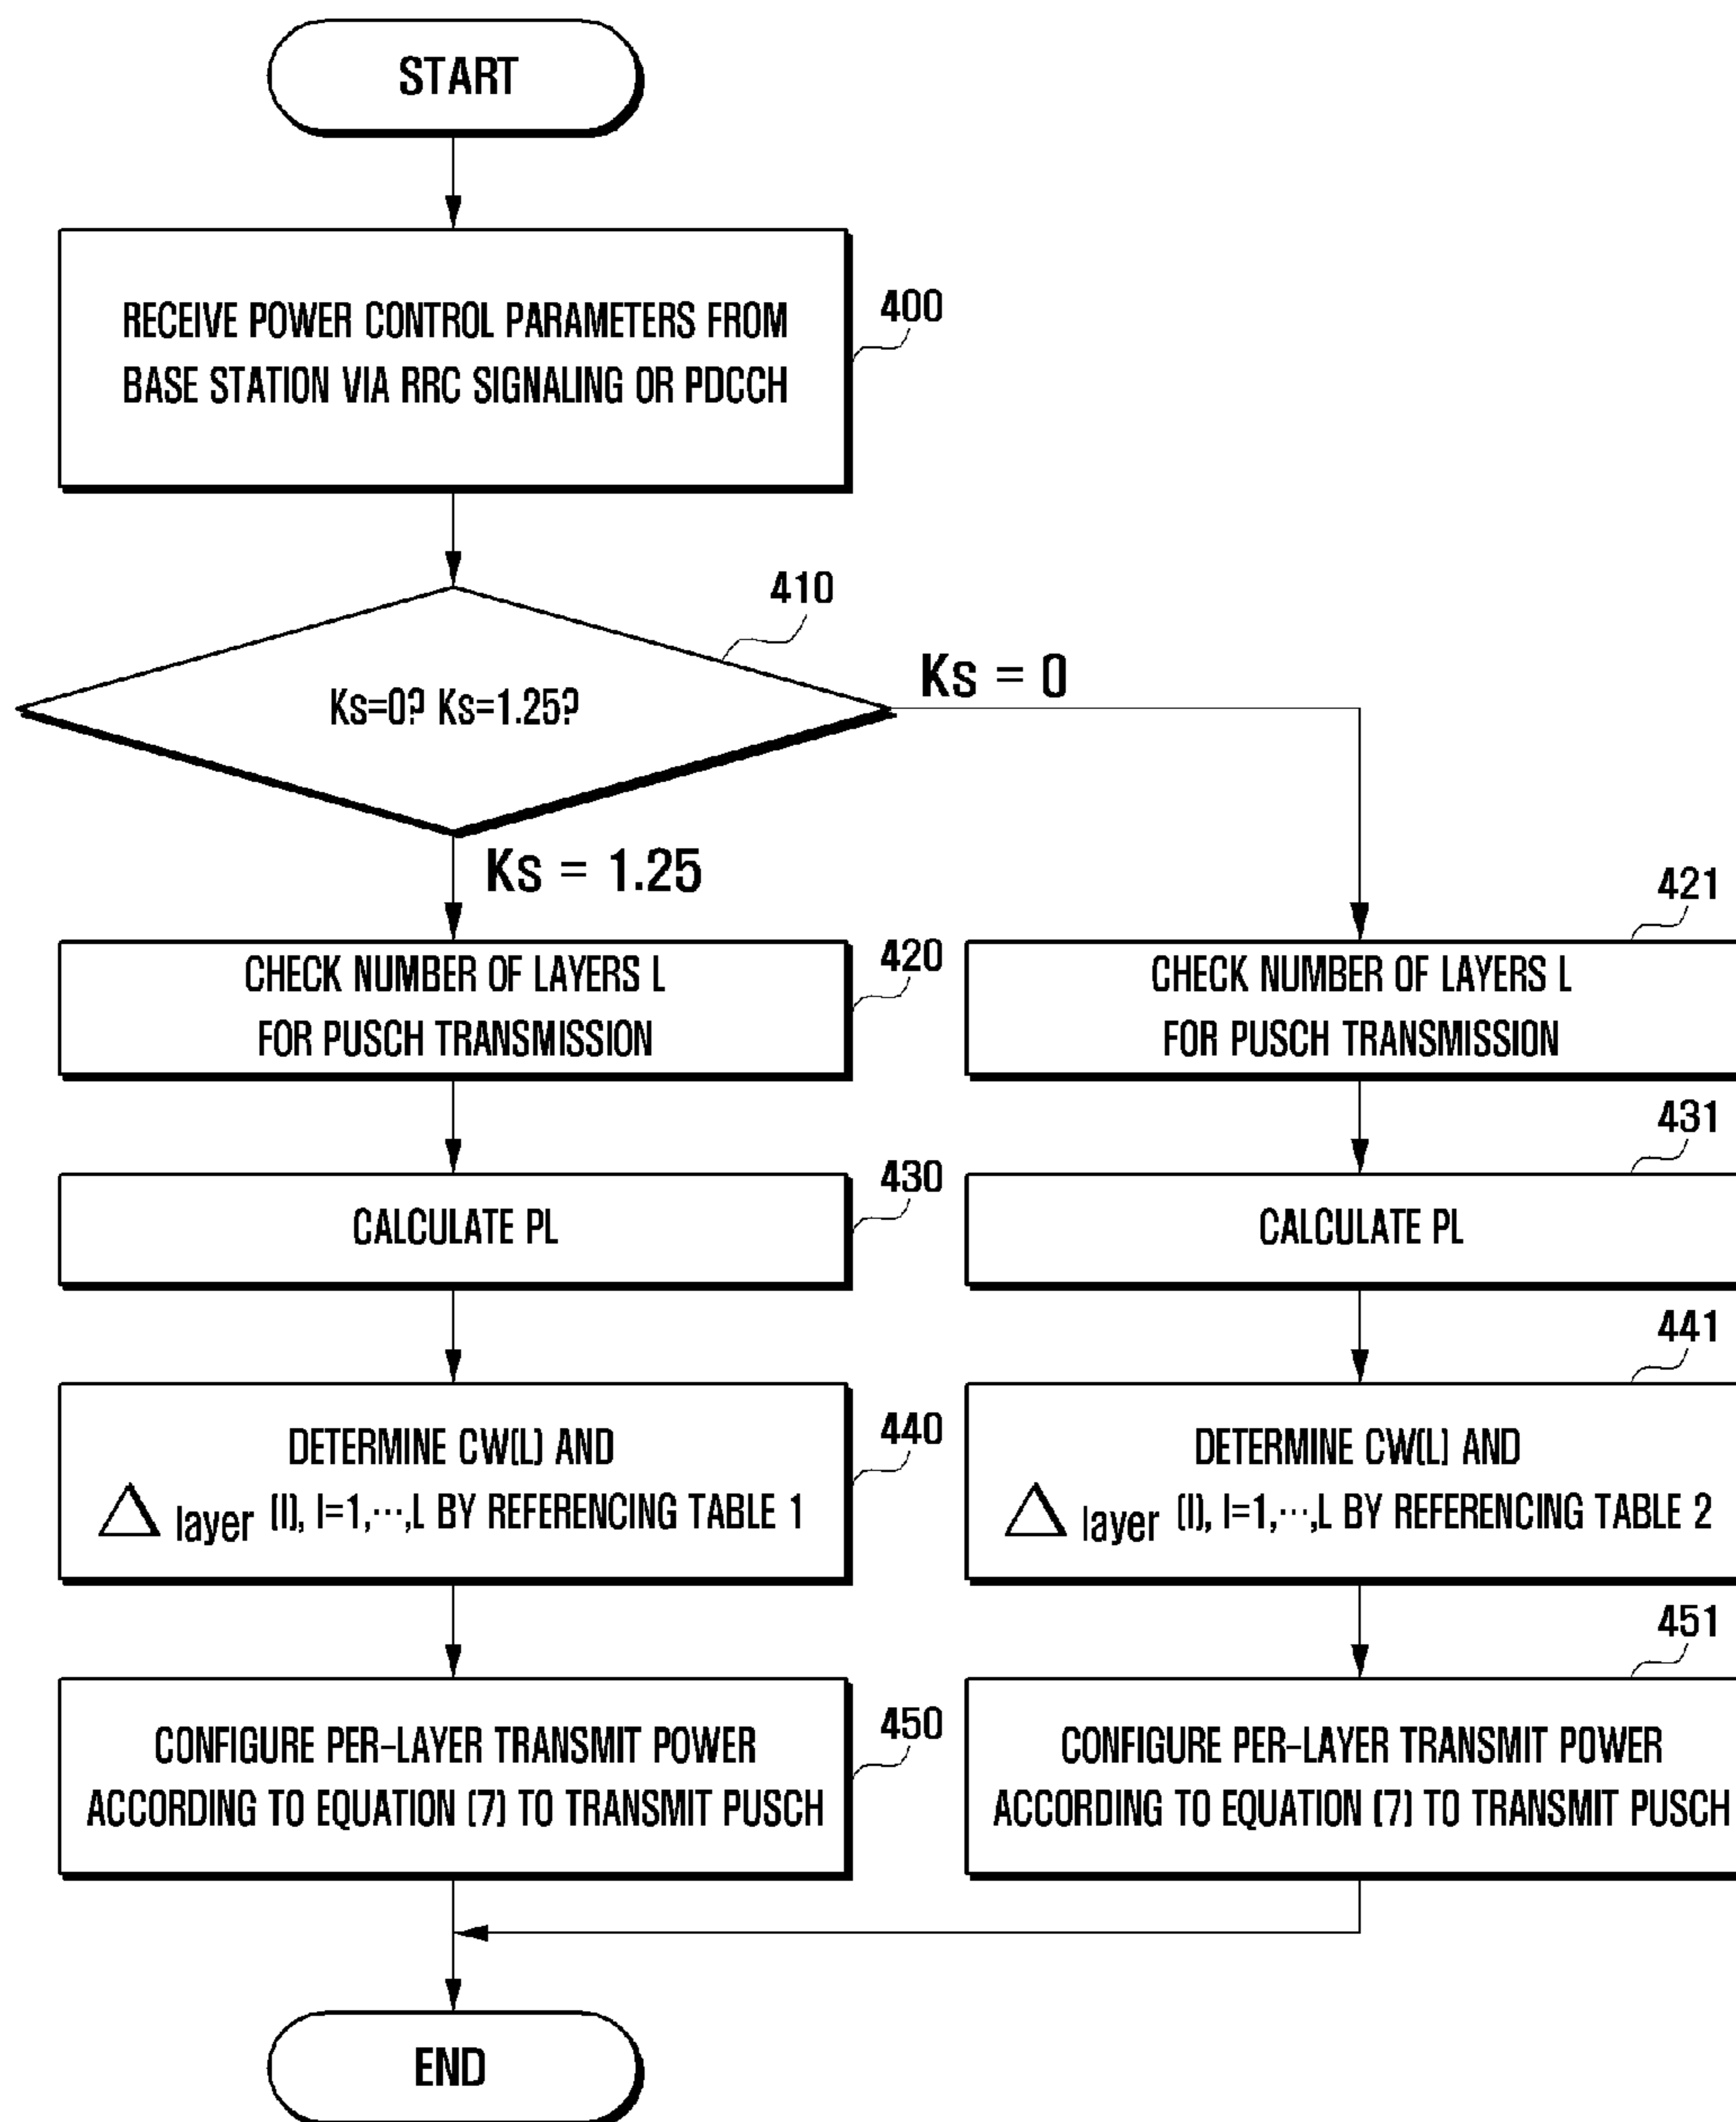 START
RECEIVE POWER CONTROL PARAMETERS FROM
BASE STATION VIA RRC SIGNALING OR PDCCH
400
410
Ks=0? Ks=1.25?
Ks = 0
Ks = 1.25
CHECK NUMBER OF LAYERS L
FOR PUSCH TRANSMISSION
420
CHECK NUMBER OF LAYERS L
FOR PUSCH TRANSMISSION
421
CALCULATE PL
430
CALCULATE PL
431
DETERMINE CW(L) AND
△ layer (l), l=1,⋯,L BY REFERENCING TABLE 1
440
DETERMINE CW(L) AND
△ layer (l), l=1,⋯,L BY REFERENCING TABLE 2
441
CONFIGURE PER-LAYER TRANSMIT POWER
ACCORDING TO EQUATION (7) TO TRANSMIT PUSCH
450
CONFIGURE PER-LAYER TRANSMIT POWER
ACCORDING TO EQUATION (7) TO TRANSMIT PUSCH
451
END